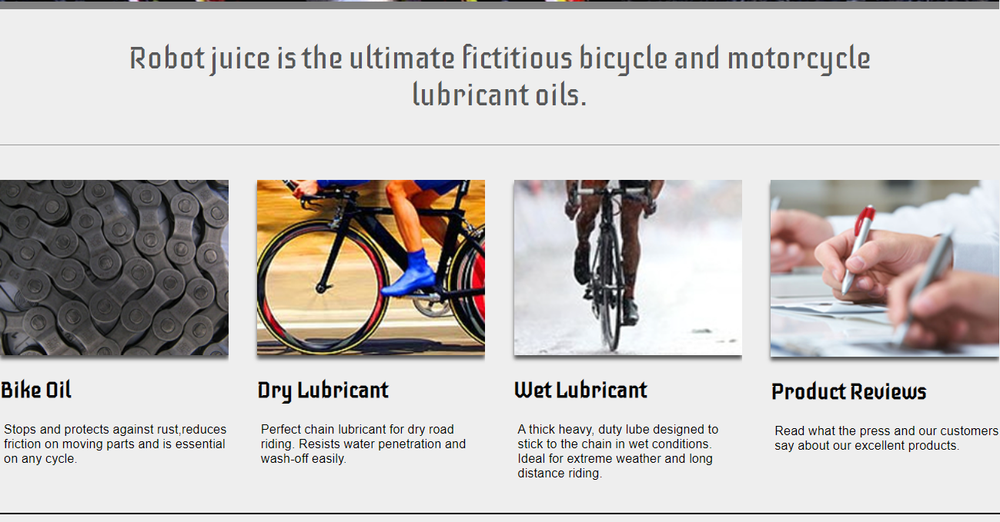 Robot juice is the ultimate fictitious bicycle and motorcycle
lubricant oils.
Bike Oil
Stops and protects against rust,reduces
friction on moving parts and is essential
on any cycle.
Dry Lubricant
Perfect chain lubricant for dry road
riding. Resists water penetration and
wash-off easily.
Wet Lubricant
A thick heavy, duty lube designed to
stick to the chain in wet conditions.
Ideal for extreme weather and long
distance riding.
Product Reviews
Read what the press and our customers
say about our excellent products.